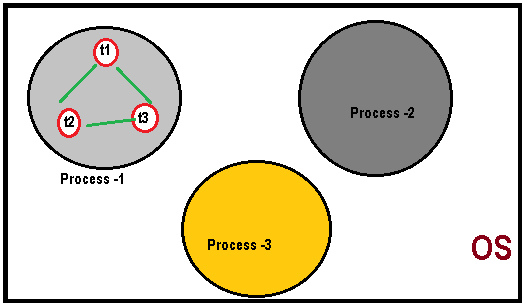 t1
t2
t3
Process -1
Process -2
Process -3
OS